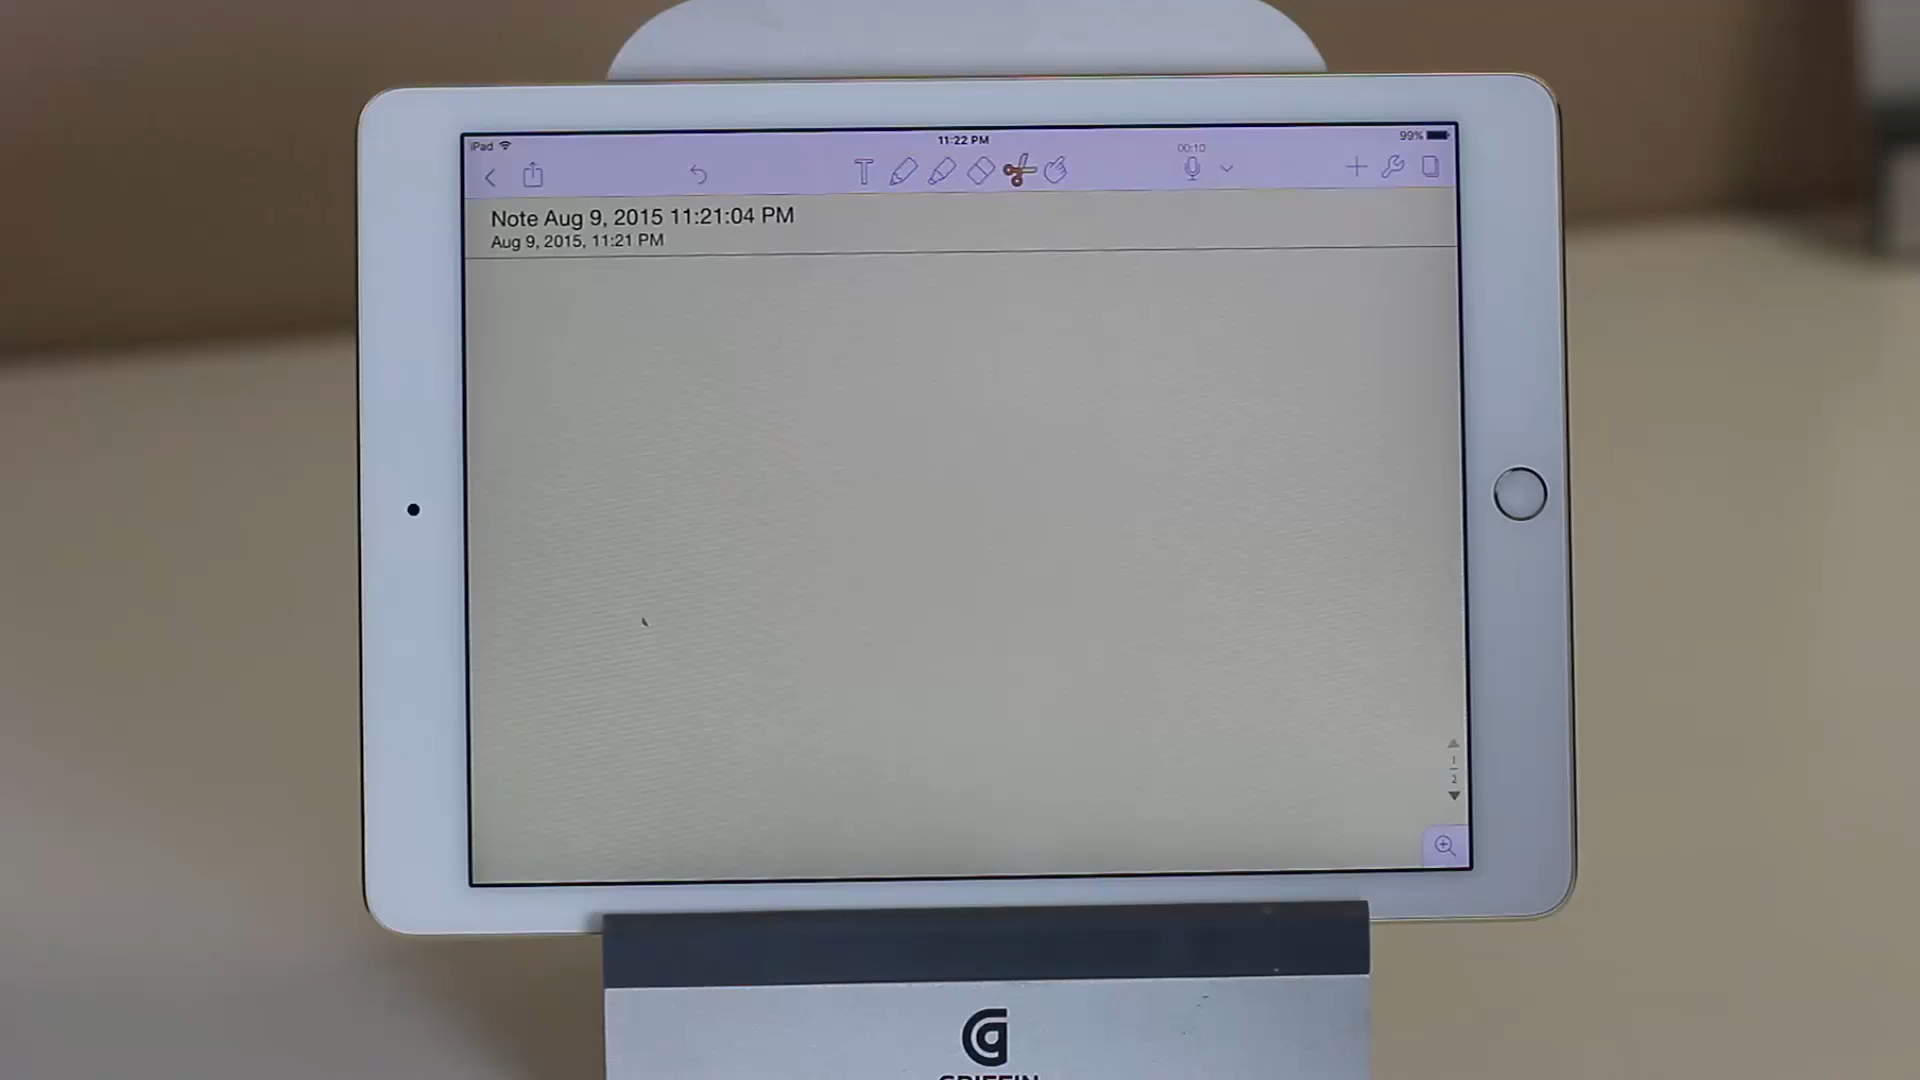 iPad 11:22 PM 99%
T 00:10
Note Aug 9, 2015 11:21:04 PM
Aug 9, 2015, 11:21 PM
1
2
GRIFFIN